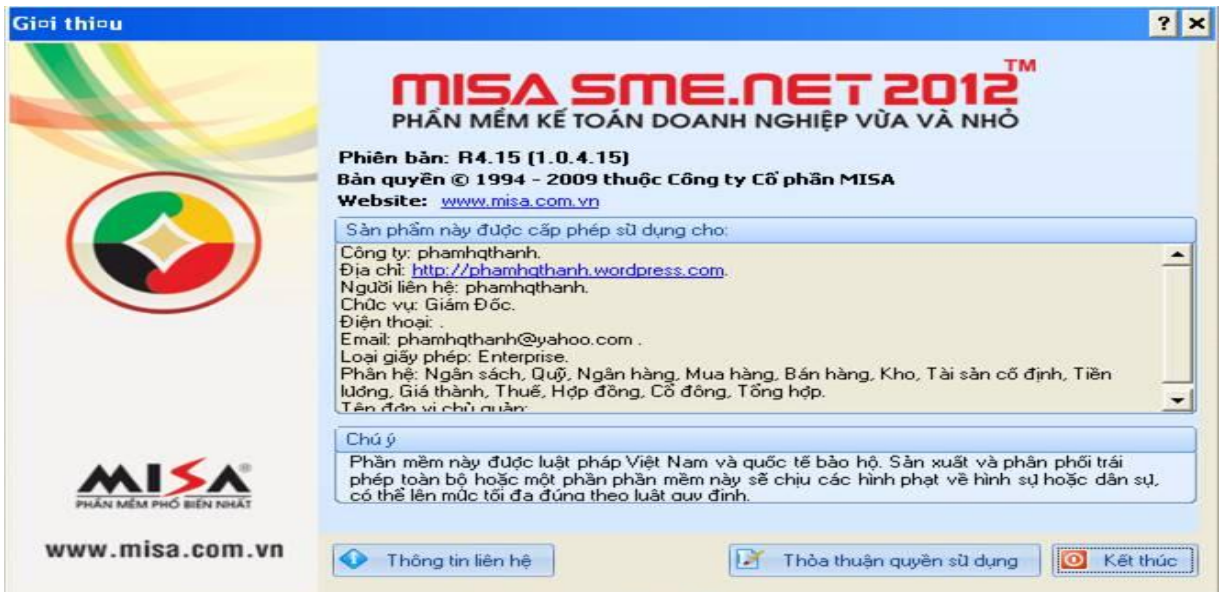 Gi¤i thi¤u
MISA SME.NET 2012™
PHẦN MỀM KẾ TOÁN DOANH NGHIỆP VỪA VÀ NHỎ
Phiên bản: R4.15 (1.0.4.15)
Bản quyền © 1994 - 2009 thuộc Công ty Cổ phần MISA
Website: www.misa.com.vn
Sản phẩm này được cấp phép sử dụng cho:
Công ty: phamhqthanh.
Địa chỉ: http://phamhqthanh.wordpress.com.
Người liên hệ: phamhqthanh.
Chức vụ: Giám Đốc.
Điện thoại: .
Email: phamhqthanh@yahoo.com .
Loại giấy phép: Enterprise.
Phân hệ: Ngân sách, Quỹ, Ngân hàng, Mua hàng, Bán hàng, Kho, Tài sản cố định, Tiền
lương, Giá thành, Thuế, Hợp đồng, Cổ đông, Tổng hợp.
Tên đơn vị chủ quản:
Chú ý
Phần mềm này được luật pháp Việt Nam và quốc tế bảo hộ. Sản xuất và phân phối trái
phép toàn bộ hoặc một phần phần mềm này sẽ chịu các hình phạt về hình sự hoặc dân sự,
có thể lên mức tối đa đúng theo luật quy định.
MISA®
PHẦN MỀM PHỔ BIẾN NHẤT
www.misa.com.vn
Thông tin liên hệ
Thỏa thuận quyền sử dụng
Kết thúc